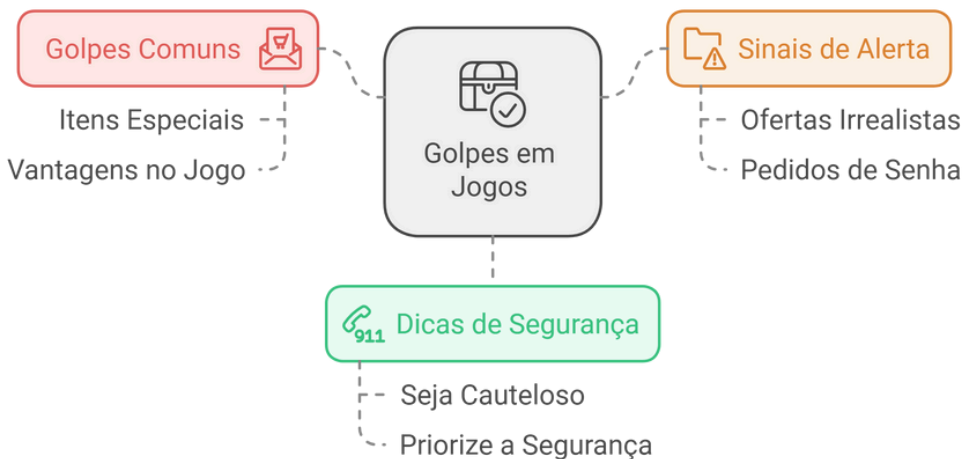 Golpes Comuns
Itens Especiais
Vantagens no Jogo
Golpes em
Jogos
Sinais de Alerta
Ofertas Irrealistas
Pedidos de Senha
911
Dicas de Segurança
Seja Cauteloso
Priorize a Segurança